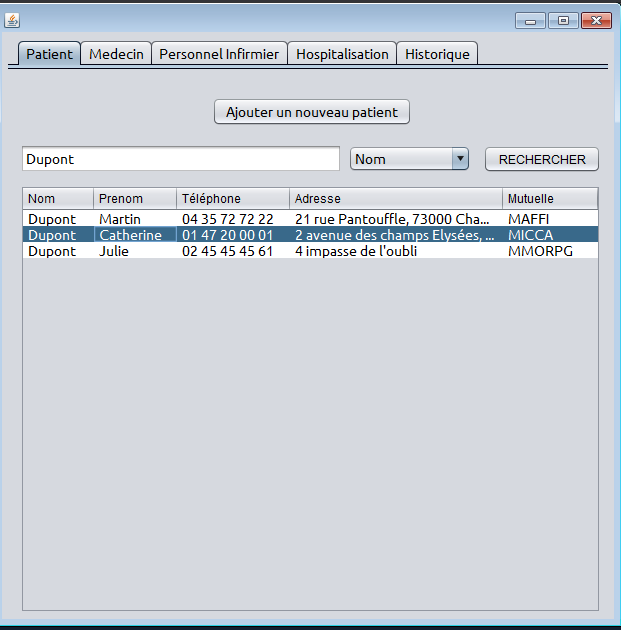 Patient Medecin Personnel Infirmier Hospitalisation Historique
Ajouter un nouveau patient
Dupont Nom RECHERCHER
Nom Prenom Téléphone Adresse Mutuelle
Dupont Martin 04 35 72 72 22 21 rue Pantouffle, 73000 Cha... MAFFI
Dupont Catherine 01 47 20 00 01 2 avenue des champs Elysées, ... MICCA
Dupont Julie 02 45 45 45 61 4 impasse de l'oubli MMORPG